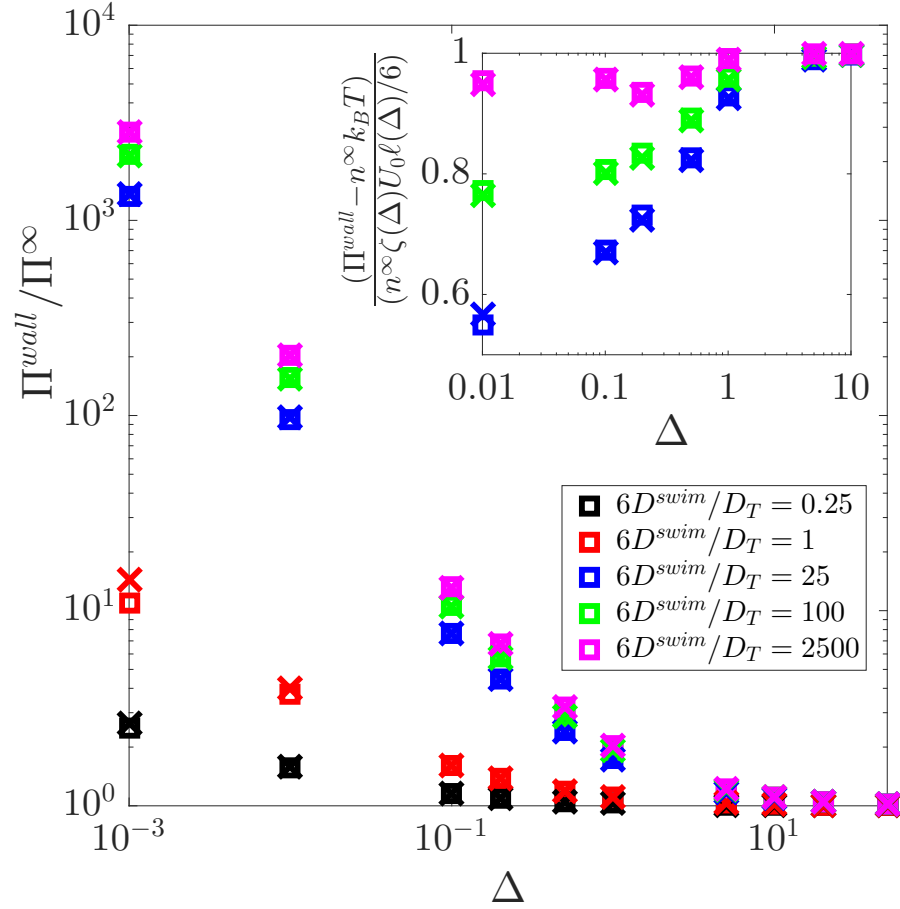 10^4
10^3
10^2
10^1
10^0
Π^{wall}/Π^∞
10^{-3}
10^{-1}
10^1
Δ
1
0.8
0.6
(Π^{wall}−n^∞k_BT)
(n^∞ζ(Δ)U_0ℓ(Δ)/6)
0.01
0.1
1
10
Δ
6D^{swim}/D_T = 0.25
6D^{swim}/D_T = 1
6D^{swim}/D_T = 25
6D^{swim}/D_T = 100
6D^{swim}/D_T = 2500